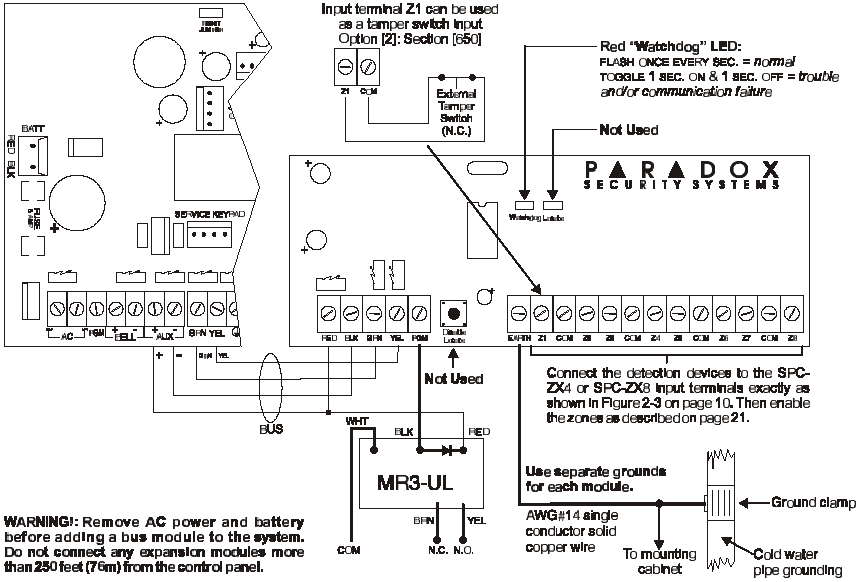 Input terminal Z1 can be used
as a tamper switch input
Option [2]: Section [650]
Z1 COM
External
Tamper
Switch
(N.C.)
Red "Watchdog" LED:
FLASH ONCE EVERY SEC. = normal
TOGGLE 1 SEC. ON & 1 SEC. OFF = trouble
and/or communication failure
Not Used
BATT
RED BLK
FUSE
SERVICE KEYPAD
AC PGM + BELL - + AUX - GRN YEL
+ - GRN YEL
BUS
PARADOX
SECURITY SYSTEMS
Watchdog
RED BLK GRN YEL PGM
Disable
Not Used
EARTH Z1 COM Z2 Z3 COM Z4 Z5 COM Z6 Z7 COM Z8
Connect the detection devices to the SPC-
ZX4 or SPC-ZX8 input terminals exactly as
shown in Figure 2-3 on page 10. Then enable
the zones as described on page 21.
WHT BLK RED
MR3-UL
GRN YEL
COM N.C. N.O.
Use separate grounds
for each module.
AWG#14 single
conductor solid
copper wire
To mounting
cabinet
Ground clamp
Cold water
pipe grounding
WARNING!: Remove AC power and battery
before adding a bus module to the system.
Do not connect any expansion modules more
than 250 feet (76m) from the control panel.